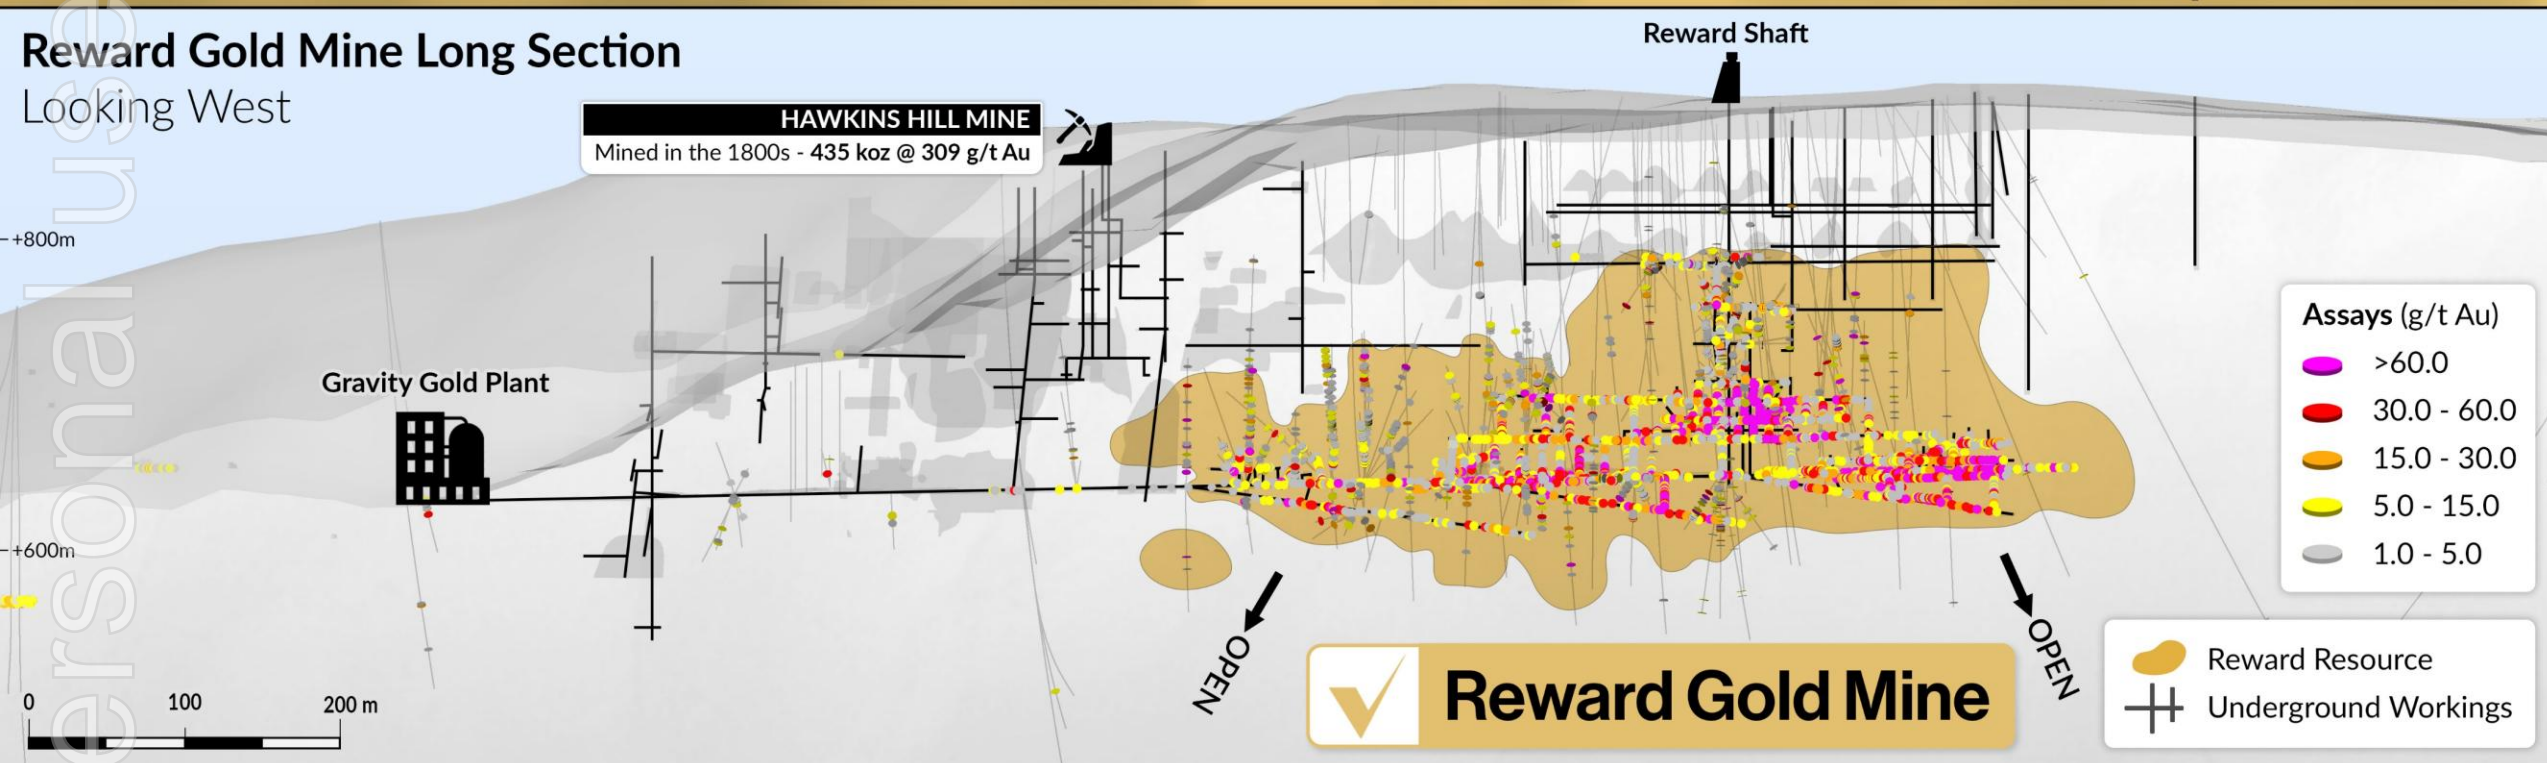 Reward Gold Mine Long Section
Looking West
Reward Shaft
HAWKINS HILL MINE
Mined in the 1800s - 435 koz @ 309 g/t Au
+800m
Gravity Gold Plant
+600m
Assays (g/t Au)
>60.0
30.0 - 60.0
15.0 - 30.0
5.0 - 15.0
1.0 - 5.0
OPEN
OPEN
Reward Gold Mine
Reward Resource
Underground Workings
0 100 200 m
ersonal use